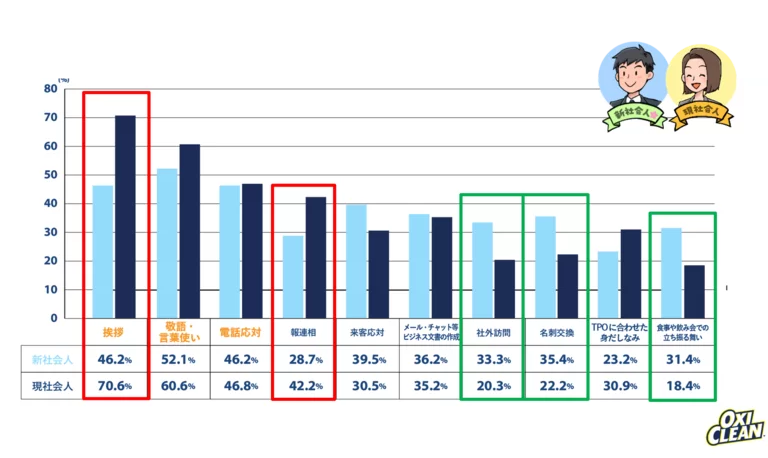 (%)
新社会人
現社会人
80
70
60
50
40
30
20
10
0
挨拶
敬語・
言葉使い
電話応対
報連相
来客応対
メール・チャット等
ビジネス文書の作成
社外訪問
名刺交換
TPOに合わせた
身だしなみ
食事や飲み会での
立ち振る舞い
新社会人 46.2% 52.1% 46.2% 28.7% 39.5% 36.2% 33.3% 35.4% 23.2% 31.4%
現社会人 70.6% 60.6% 46.8% 42.2% 30.5% 35.2% 20.3% 22.2% 30.9% 18.4%
OXI
CLEAN